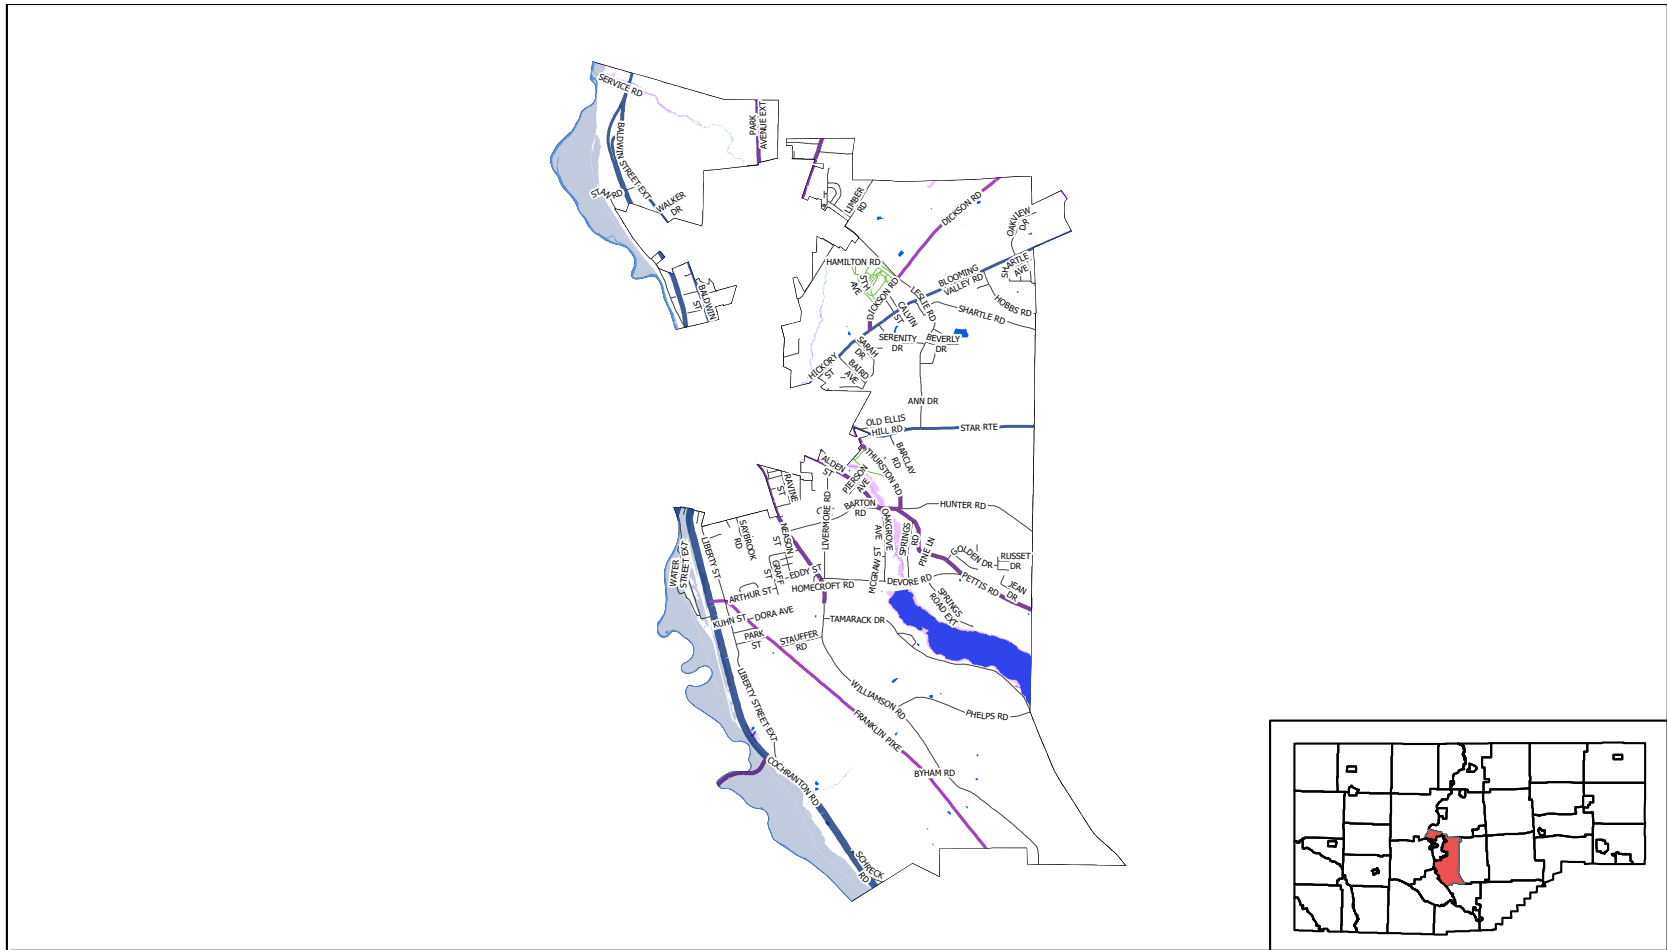 SERVICE RD
PARK
AVENUE EXT
BALDWIN STREET EXT
STAN RD
WALKER
DR
BALDWIN
ST
LIMBER
RD
DICKSON RD
OAKVIEW
DR
HAMILTON RD
5TH
AVE
BLOOMING
VALLEY RD
SHARTLE
AVE
DICKSON RD
LESLIE RD
CALVIN
ST
HOBBS RD
SHARTLE RD
SERENITY
DR
BEVERLY
DR
SARAH
DR
HICKORY
ST
BAIRD
AVE
ANN DR
OLD ELLIS
HILL RD
STAR RTE
BARCLAY
RD
THURSTON RD
ALDEN
ST
PIERSON
AVE
RAVINE
ST
LIVERMORE RD
BARTON
RD
HUNTER RD
OAKGROVE
AVE
SPRINGS
RD
PINE LN
SAYBROOK
RD
NEASON
ST
LIBERTY ST
WATER
STREET EXT
GRAFF
ST
EDDY ST
MCGRAW ST
GOLDEN DR
RUSSET
DR
HOMECROFT RD
DEVORE RD
PETTIS RD
JEAN
DR
ARTHUR ST
SPRINGS
ROAD EXT
KUHN ST
DORA AVE
TAMARACK DR
PARK
ST
STAUFFER
RD
LIBERTY STREET EXT
WILLIAMSON RD
PHELPS RD
FRANKLIN PIKE
COCHRANTON RD
BYHAM RD
SCHRECK
RD